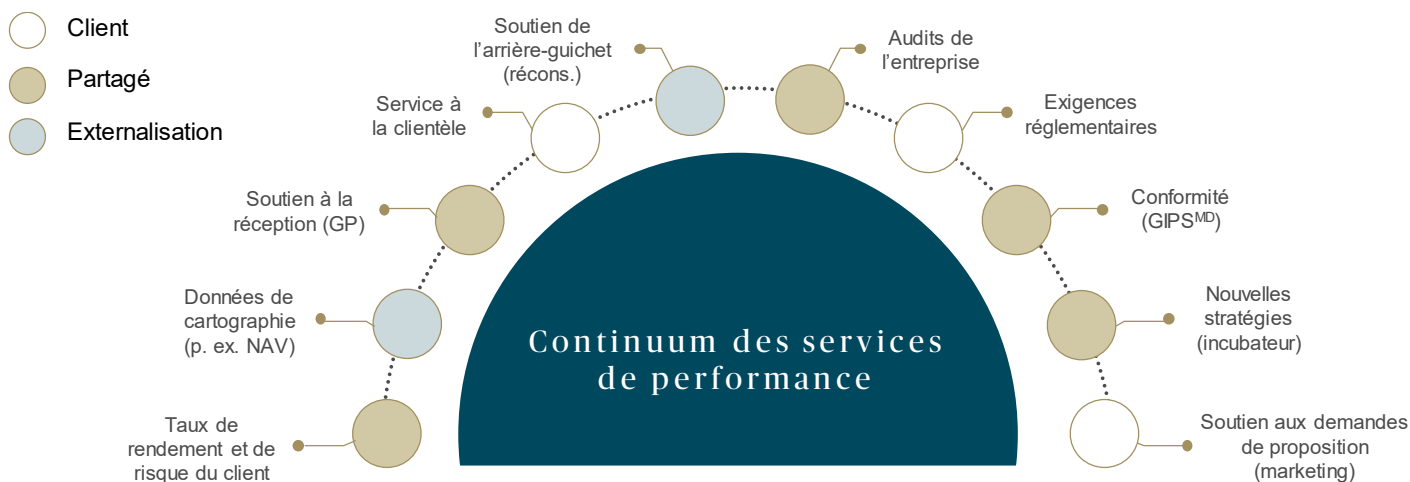 Client
Partagé
Externalisation
Soutien de
l'arrière-guichet
(récons.)
Audits de
l'entreprise
Service à
la clientèle
Exigences
réglementaires
Soutien à la
réception (GP)
Conformité
(GIPSMD)
Données de
cartographie
(p. ex. NAV)
Nouvelles
stratégies
(incubateur)
Continuum des services
de performance
Taux de
rendement et de
risque du client
Soutien aux demandes
de proposition
(marketing)